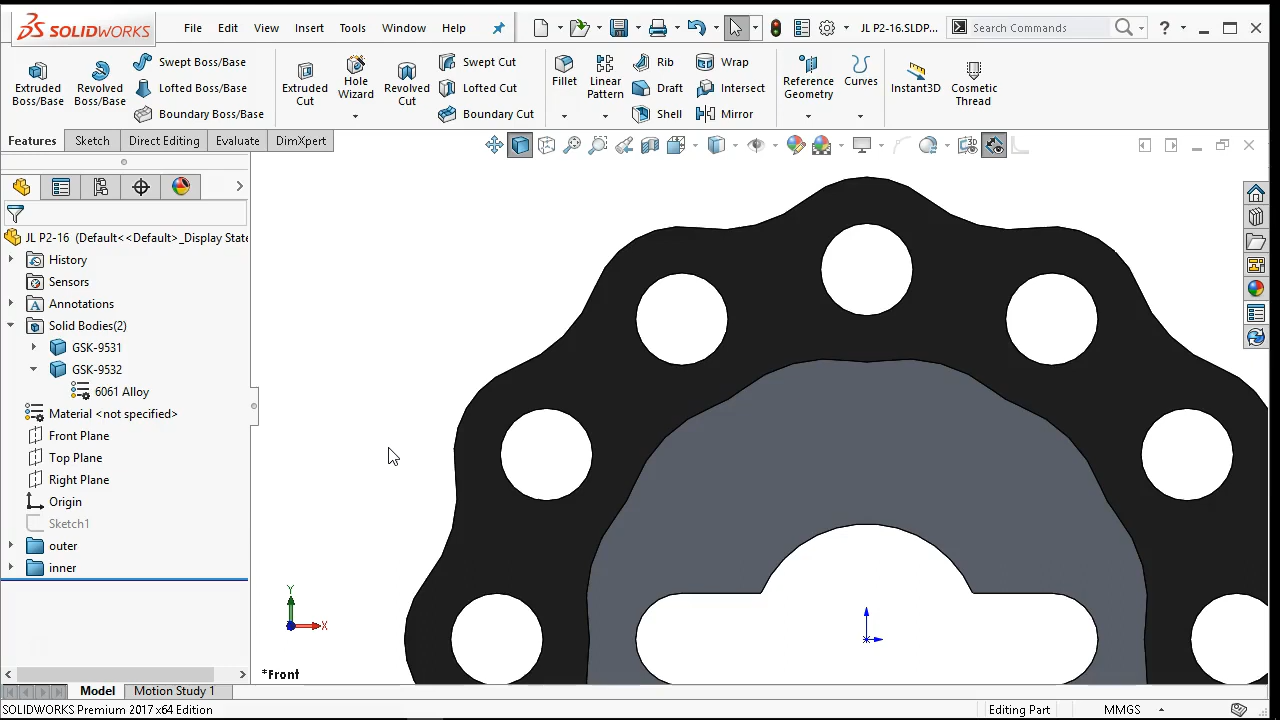 SOLIDWORKS File Edit View Insert Tools Window Help JL P2-16.SLDP... Search Commands ?
Extruded Boss/Base
Revolved Boss/Base
Swept Boss/Base
Lofted Boss/Base
Boundary Boss/Base
Extruded Cut
Hole Wizard
Revolved Cut
Swept Cut
Lofted Cut
Boundary Cut
Fillet
Linear Pattern
Rib
Draft
Shell
Wrap
Intersect
Mirror
Reference Geometry
Curves
Instant3D
Cosmetic Thread
Features Sketch Direct Editing Evaluate DimXpert
JL P2-16 (Default<<Default>_Display State
History
Sensors
Annotations
Solid Bodies(2)
GSK-9531
GSK-9532
6061 Alloy
Material <not specified>
Front Plane
Top Plane
Right Plane
Origin
Sketch1
outer
inner
Y
X
*Front
Model Motion Study 1
SOLIDWORKS Premium 2017 x64 Edition Editing Part MMGS